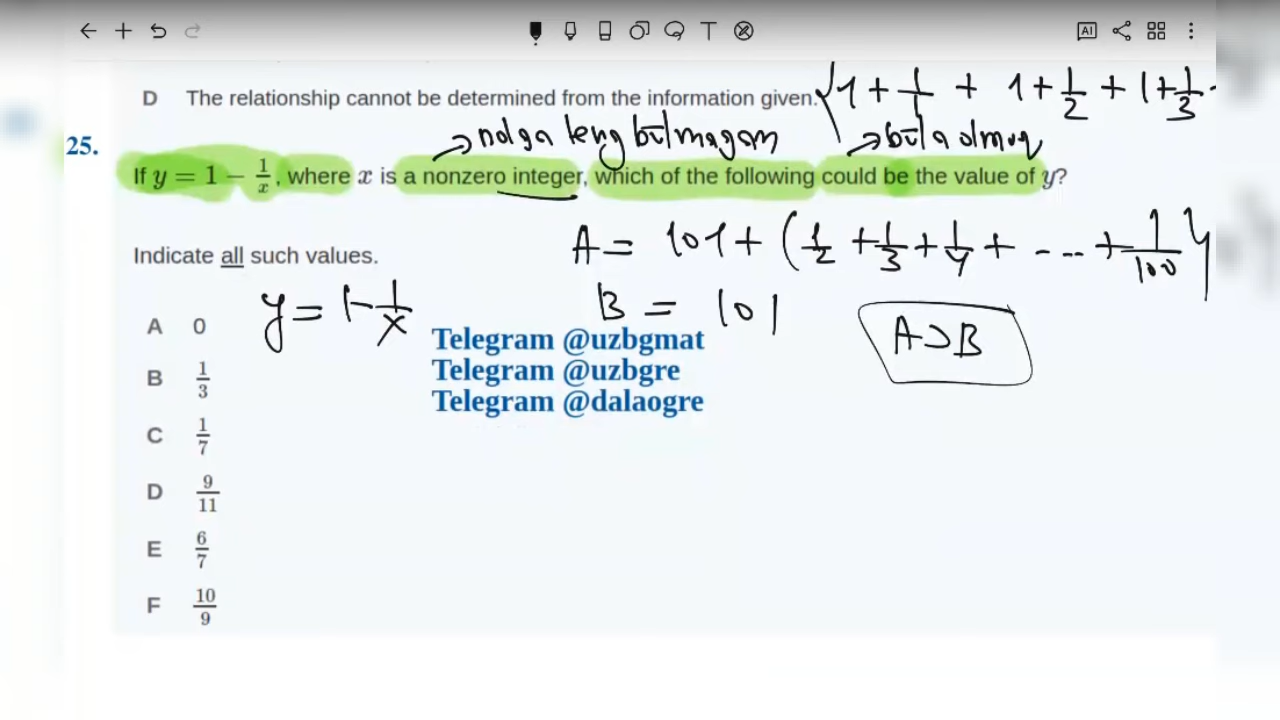 D The relationship cannot be determined from the information given.
1 + 1/1 + 1 + 1/2 + 1 + 1/3
→ nolga teng bo'lmagan
→ bo'la olmoq
25.
If y = 1 − 1/x, where x is a nonzero integer, which of the following could be the value of y?
A = 101 + (1/2 + 1/3 + 1/4 + - -- + 1/100)
Indicate all such values.
y = 1 - 1/x
B = 101
A 0
A > B
Telegram @uzbgmat
B 1/3
Telegram @uzbgre
Telegram @dalaogre
C 1/7
D 9/11
E 6/7
F 10/9